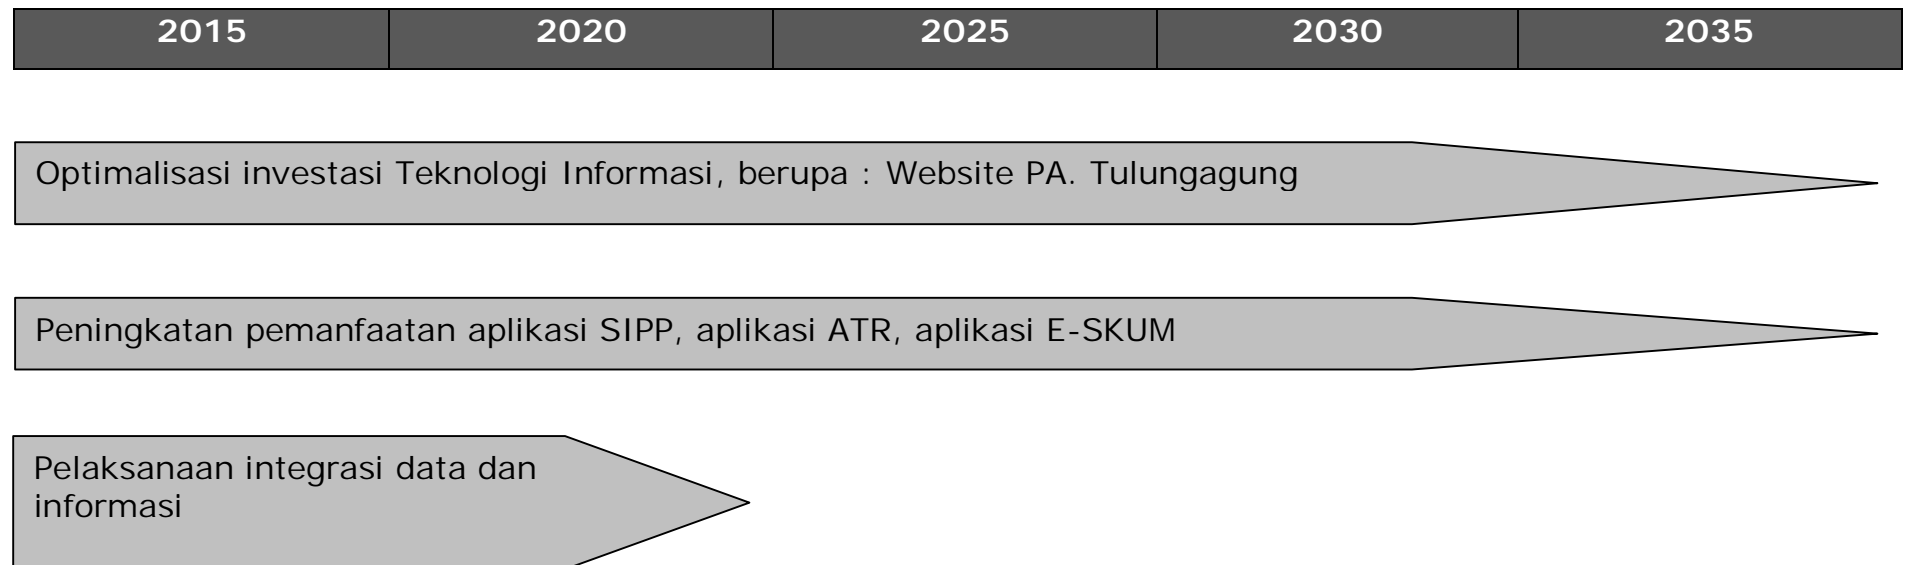 2015 2020 2025 2030 2035
Optimalisasi investasi Teknologi Informasi, berupa : Website PA. Tulungagung
Peningkatan pemanfaatan aplikasi SIPP, aplikasi ATR, aplikasi E-SKUM
Pelaksanaan integrasi data dan
informasi